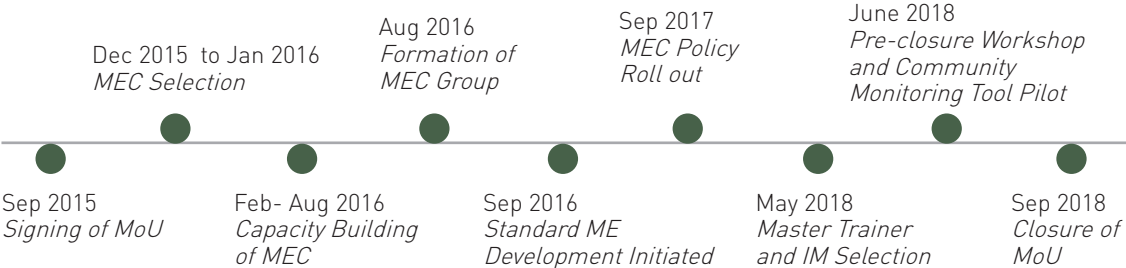 Sep 2015
Signing of MoU
Dec 2015 to Jan 2016
MEC Selection
Feb- Aug 2016
Capacity Building
of MEC
Aug 2016
Formation of
MEC Group
Sep 2016
Standard ME
Development Initiated
Sep 2017
MEC Policy
Roll out
May 2018
Master Trainer
and IM Selection
June 2018
Pre-closure Workshop
and Community
Monitoring Tool Pilot
Sep 2018
Closure of
MoU